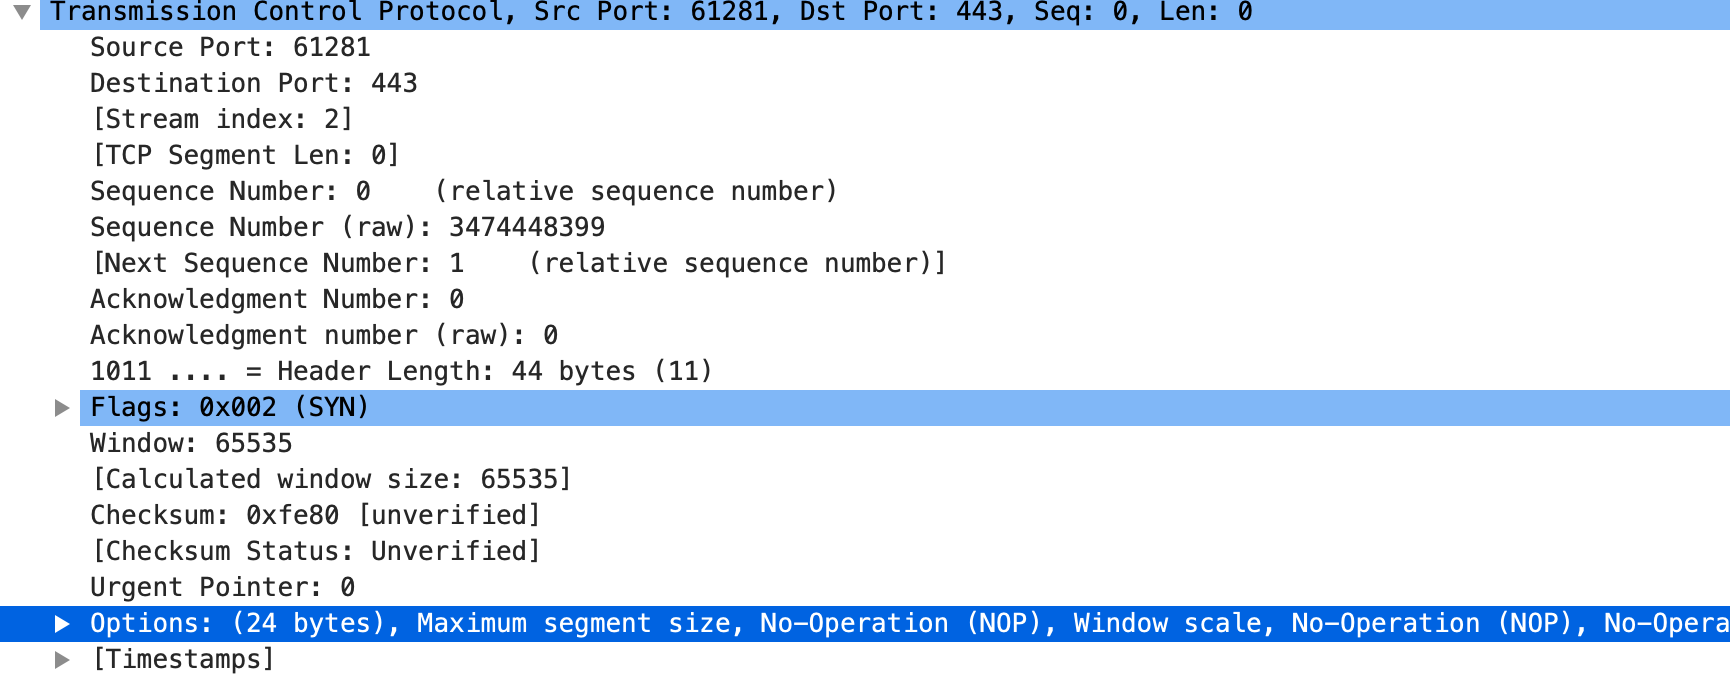 Transmission Control Protocol, Src Port: 61281, Dst Port: 443, Seq: 0, Len: 0
Source Port: 61281
Destination Port: 443
[Stream index: 2]
[TCP Segment Len: 0]
Sequence Number: 0    (relative sequence number)
Sequence Number (raw): 3474448399
[Next Sequence Number: 1    (relative sequence number)]
Acknowledgment Number: 0
Acknowledgment number (raw): 0
1011 .... = Header Length: 44 bytes (11)
Flags: 0x002 (SYN)
Window: 65535
[Calculated window size: 65535]
Checksum: 0xfe80 [unverified]
[Checksum Status: Unverified]
Urgent Pointer: 0
Options: (24 bytes), Maximum segment size, No-Operation (NOP), Window scale, No-Operation (NOP), No-Opera
[Timestamps]